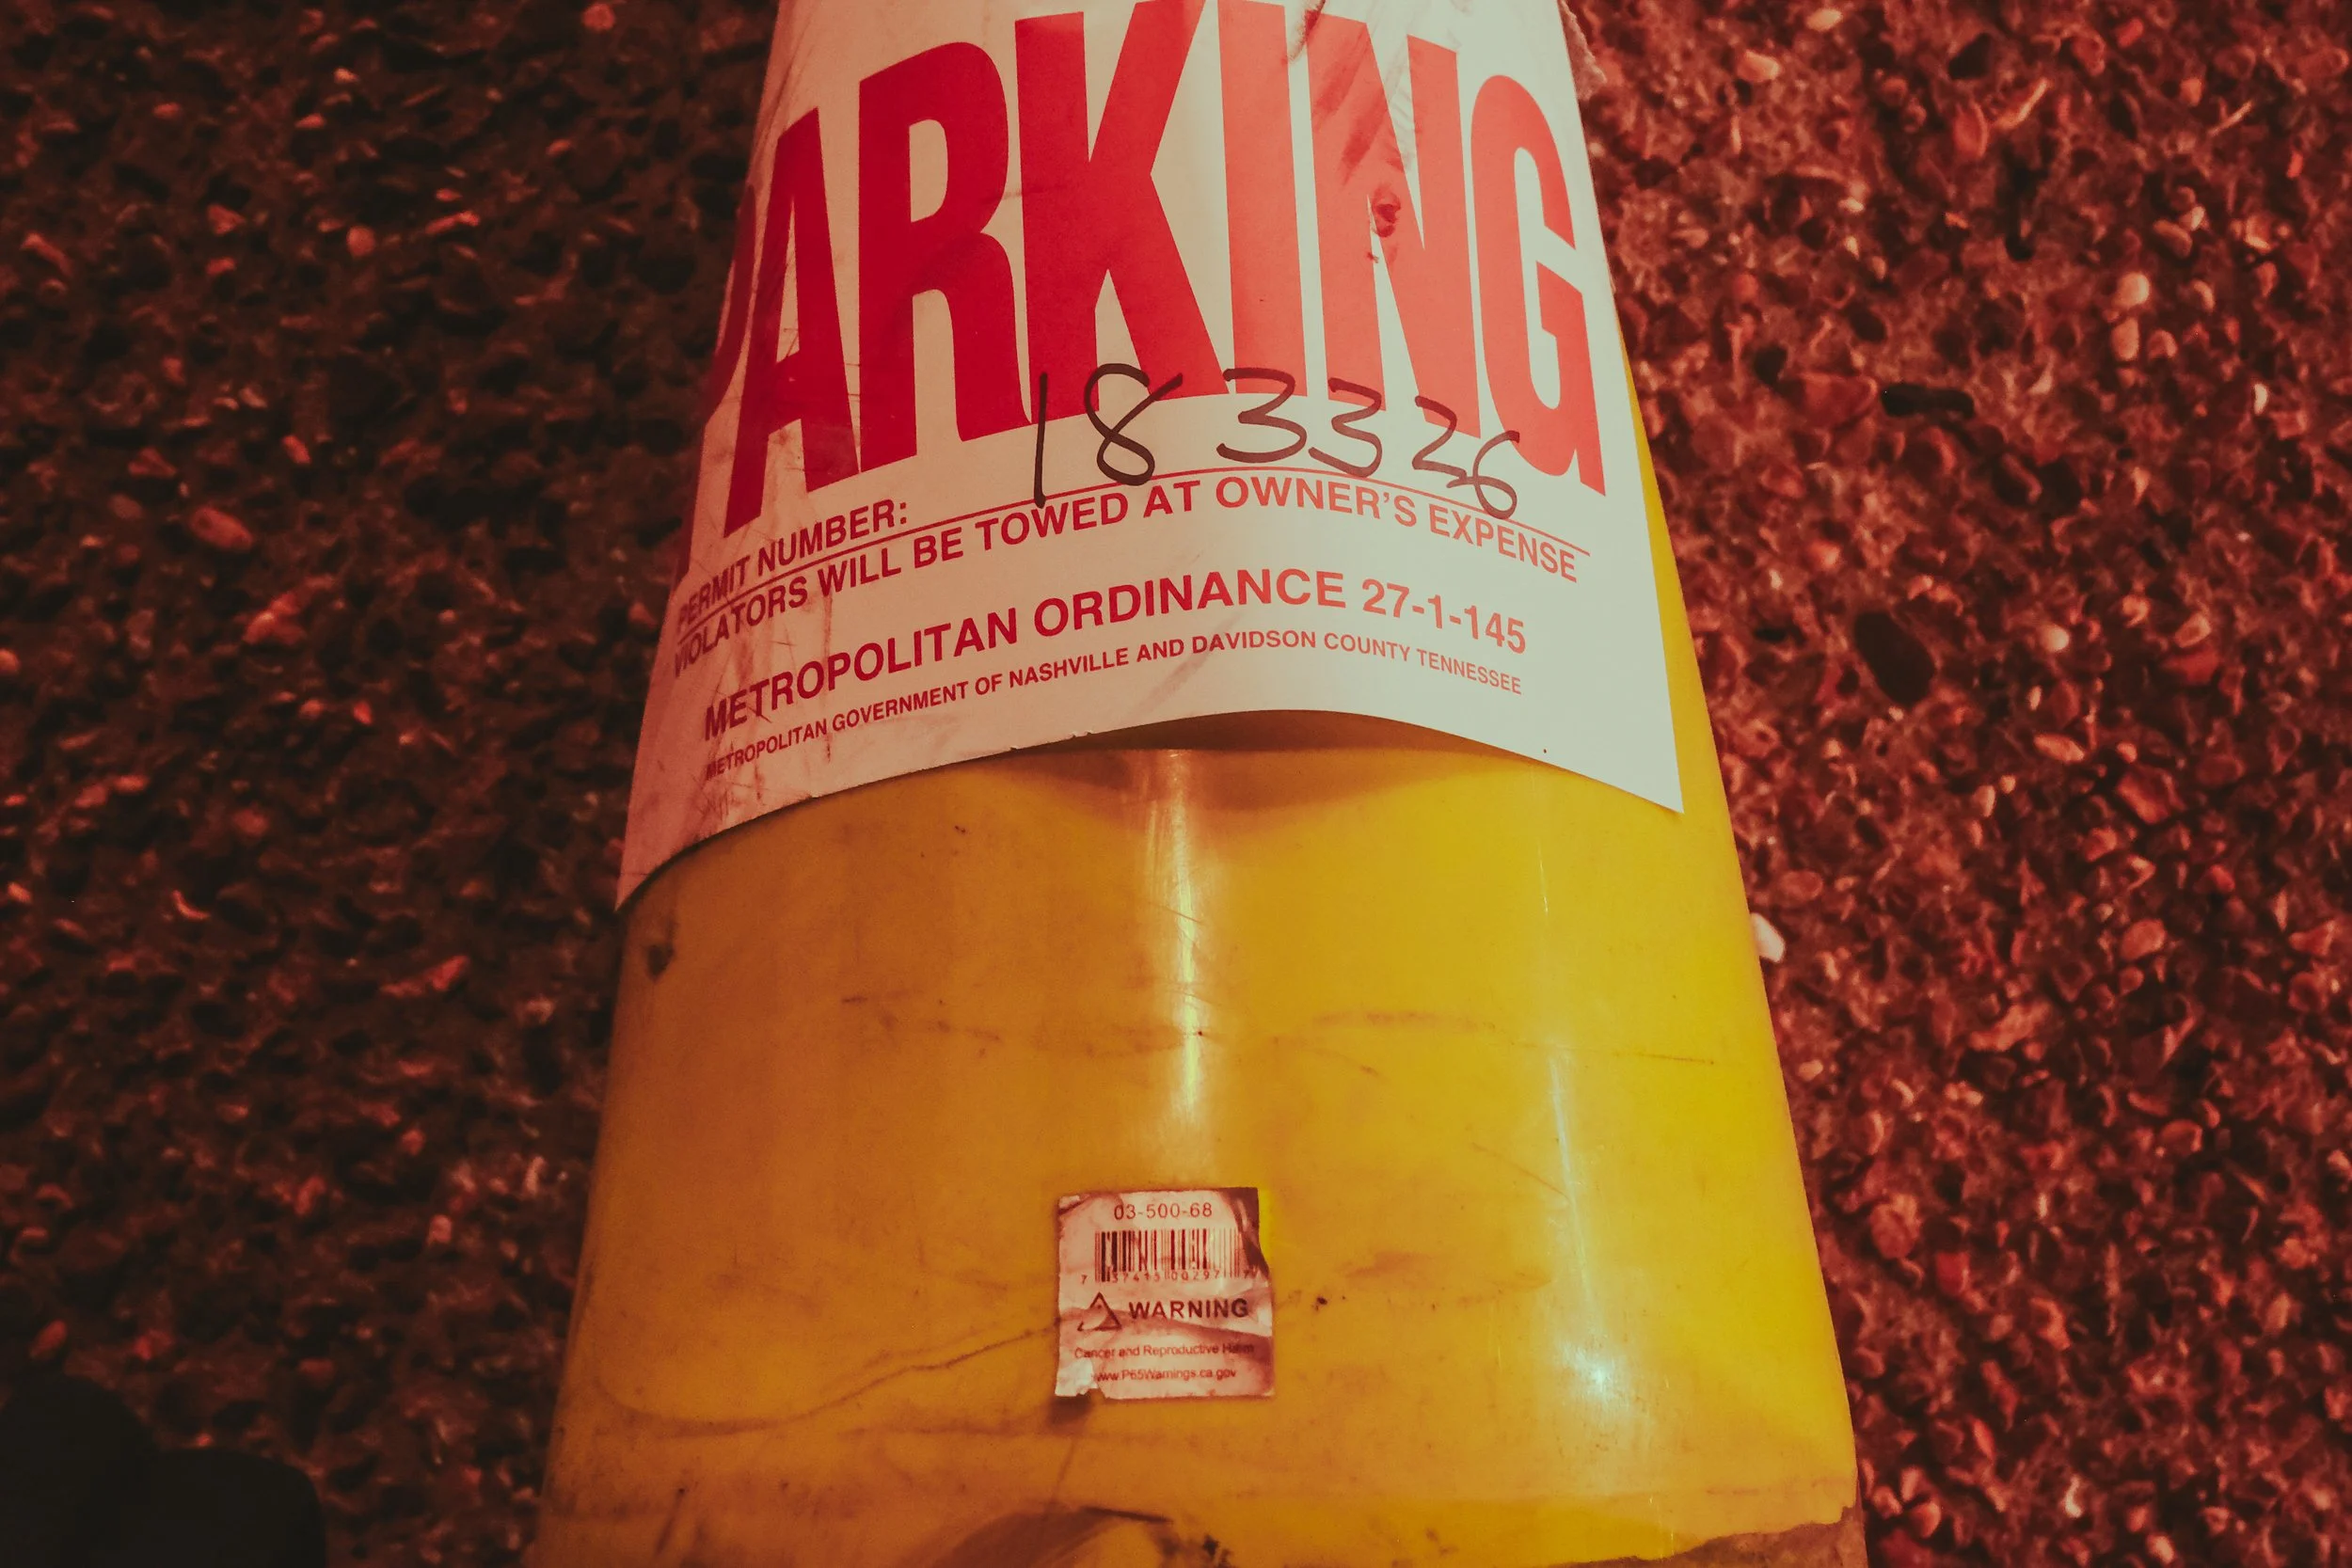 PARKING
PERMIT NUMBER: 18 3326
VIOLATORS WILL BE TOWED AT OWNER'S EXPENSE
METROPOLITAN ORDINANCE 27-1-145
METROPOLITAN GOVERNMENT OF NASHVILLE AND DAVIDSON COUNTY TENNESSEE
03-500-68
WARNING
Cancer and Reproductive Harm
www.P65Warnings.ca.gov